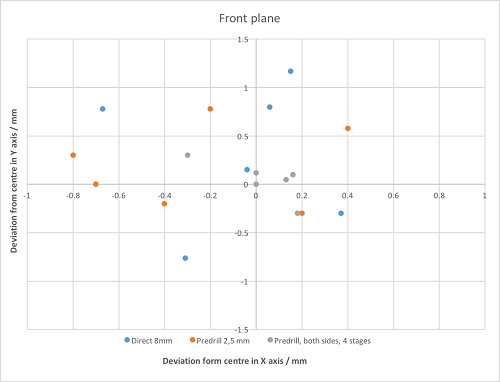 Front plane
1.5
1
0.5
0
-1 -0.8 -0.6 -0.4 -0.2 0 0.2 0.4 0.6 0.8 1
-0.5
-1
-1.5
Deviation from centre in Y axis / mm
Direct 8mm Predrill 2,5 mm Predrill, both sides, 4 stages
Deviation form centre in X axis / mm